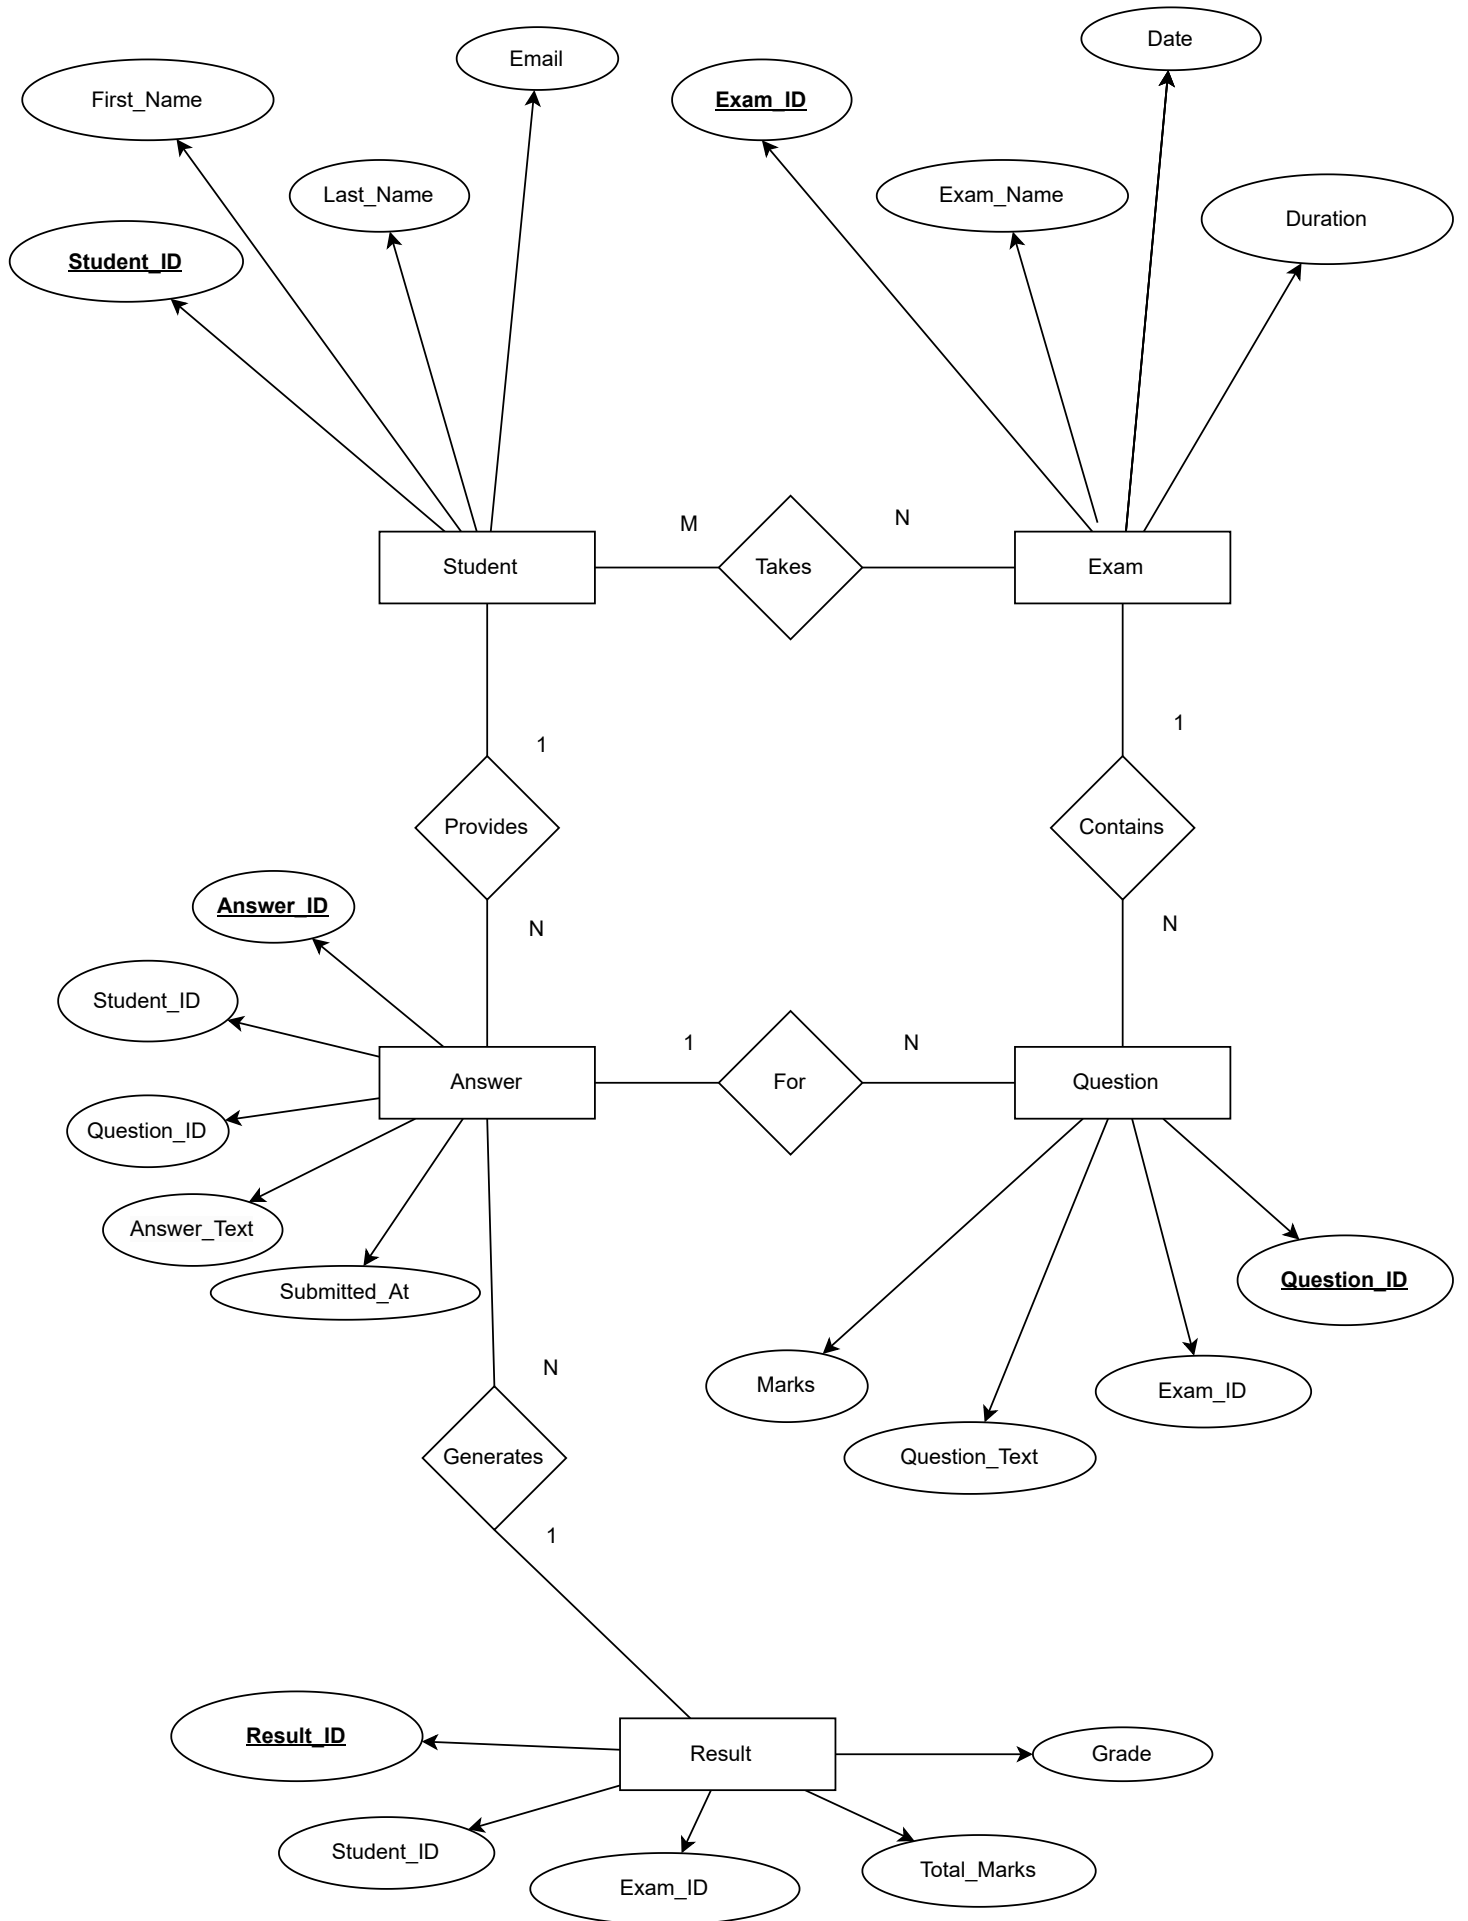 Date
Email
First_Name
Exam_ID
Last_Name
Exam_Name
Duration
Student_ID
M
N
Student
Takes
Exam
1
1
Provides
Contains
Answer_ID
N
N
Student_ID
1
N
Answer
For
Question
Question_ID
Answer_Text
Submitted_At
Question_ID
N
Marks
Exam_ID
Generates
Question_Text
1
Result_ID
Result
Grade
Student_ID
Total_Marks
Exam_ID